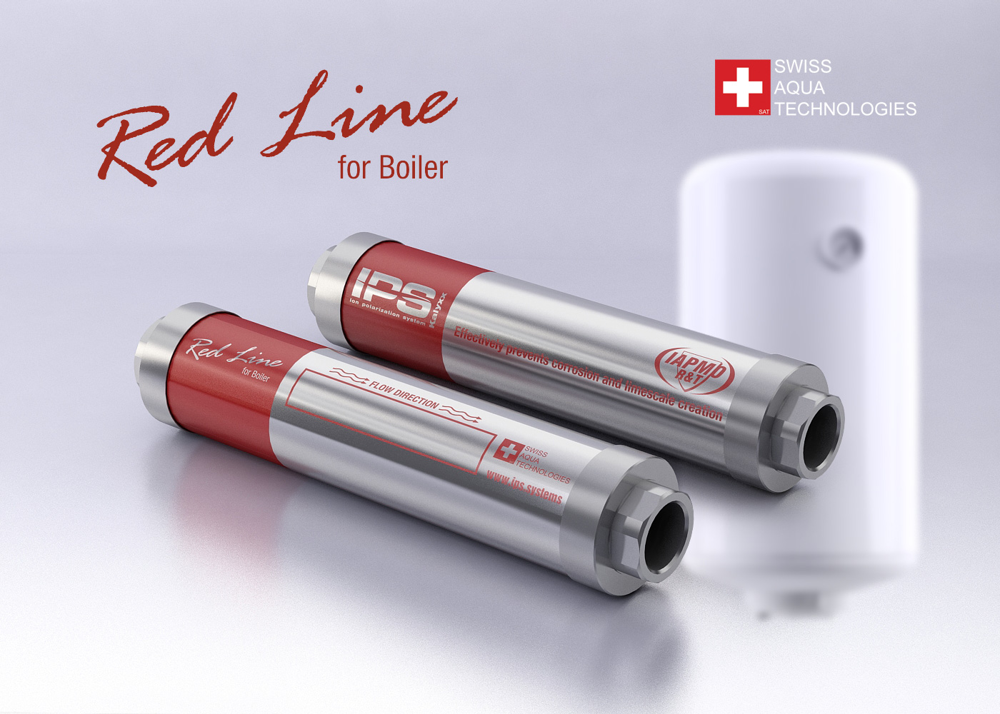 Red Line
for Boiler
SWISS
AQUA
TECHNOLOGIES
SAT
IPS
ion polarization system
Kalyxx
Effectively prevents corrosion and limescale creation
IAPMO
R&T
Red Line
for Boiler
FLOW DIRECTION
SWISS
AQUA
TECHNOLOGIES
www.ips.systems